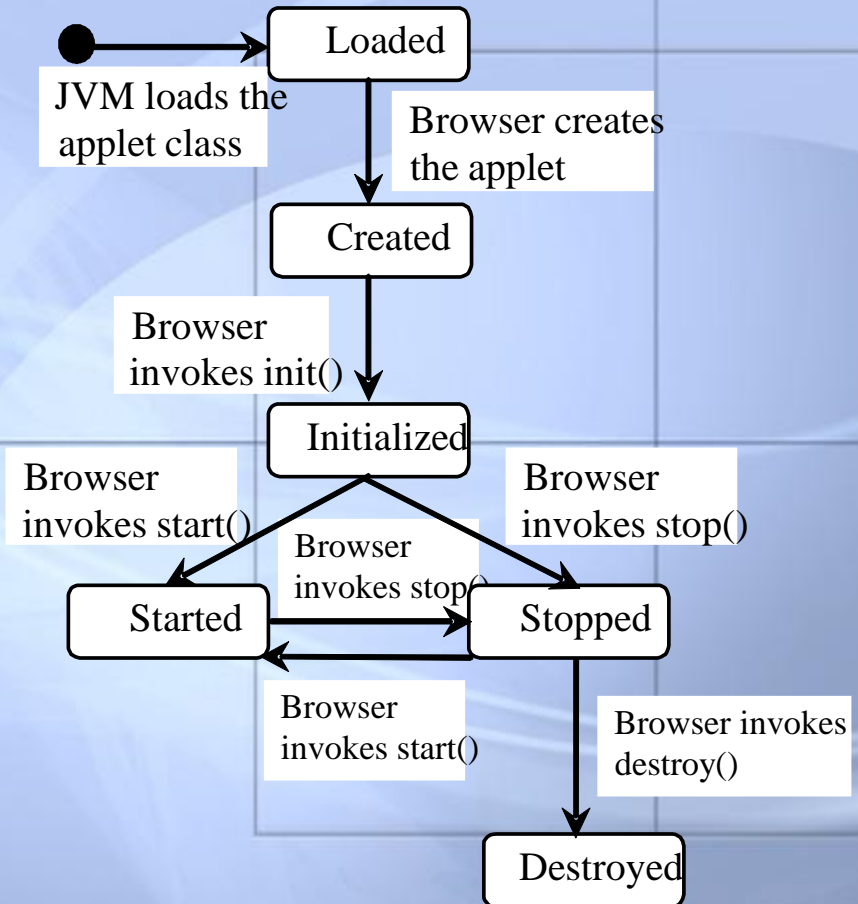 Loaded
JVM loads the
applet class
Browser creates
the applet
Created
Browser
invokes init()
Initialized
Browser
invokes start()
Browser
invokes stop()
Browser
invokes stop()
Started
Stopped
Browser
invokes start()
Browser invokes
destroy()
Destroyed